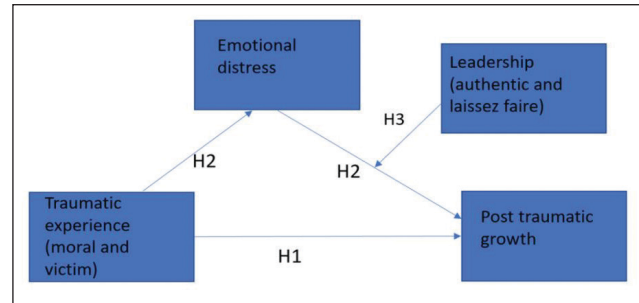 Emotional
distress
Leadership
(authentic and
laissez faire)
H3
H2
H2
Traumatic
experience
(moral and
victim)
Post traumatic
growth
H1